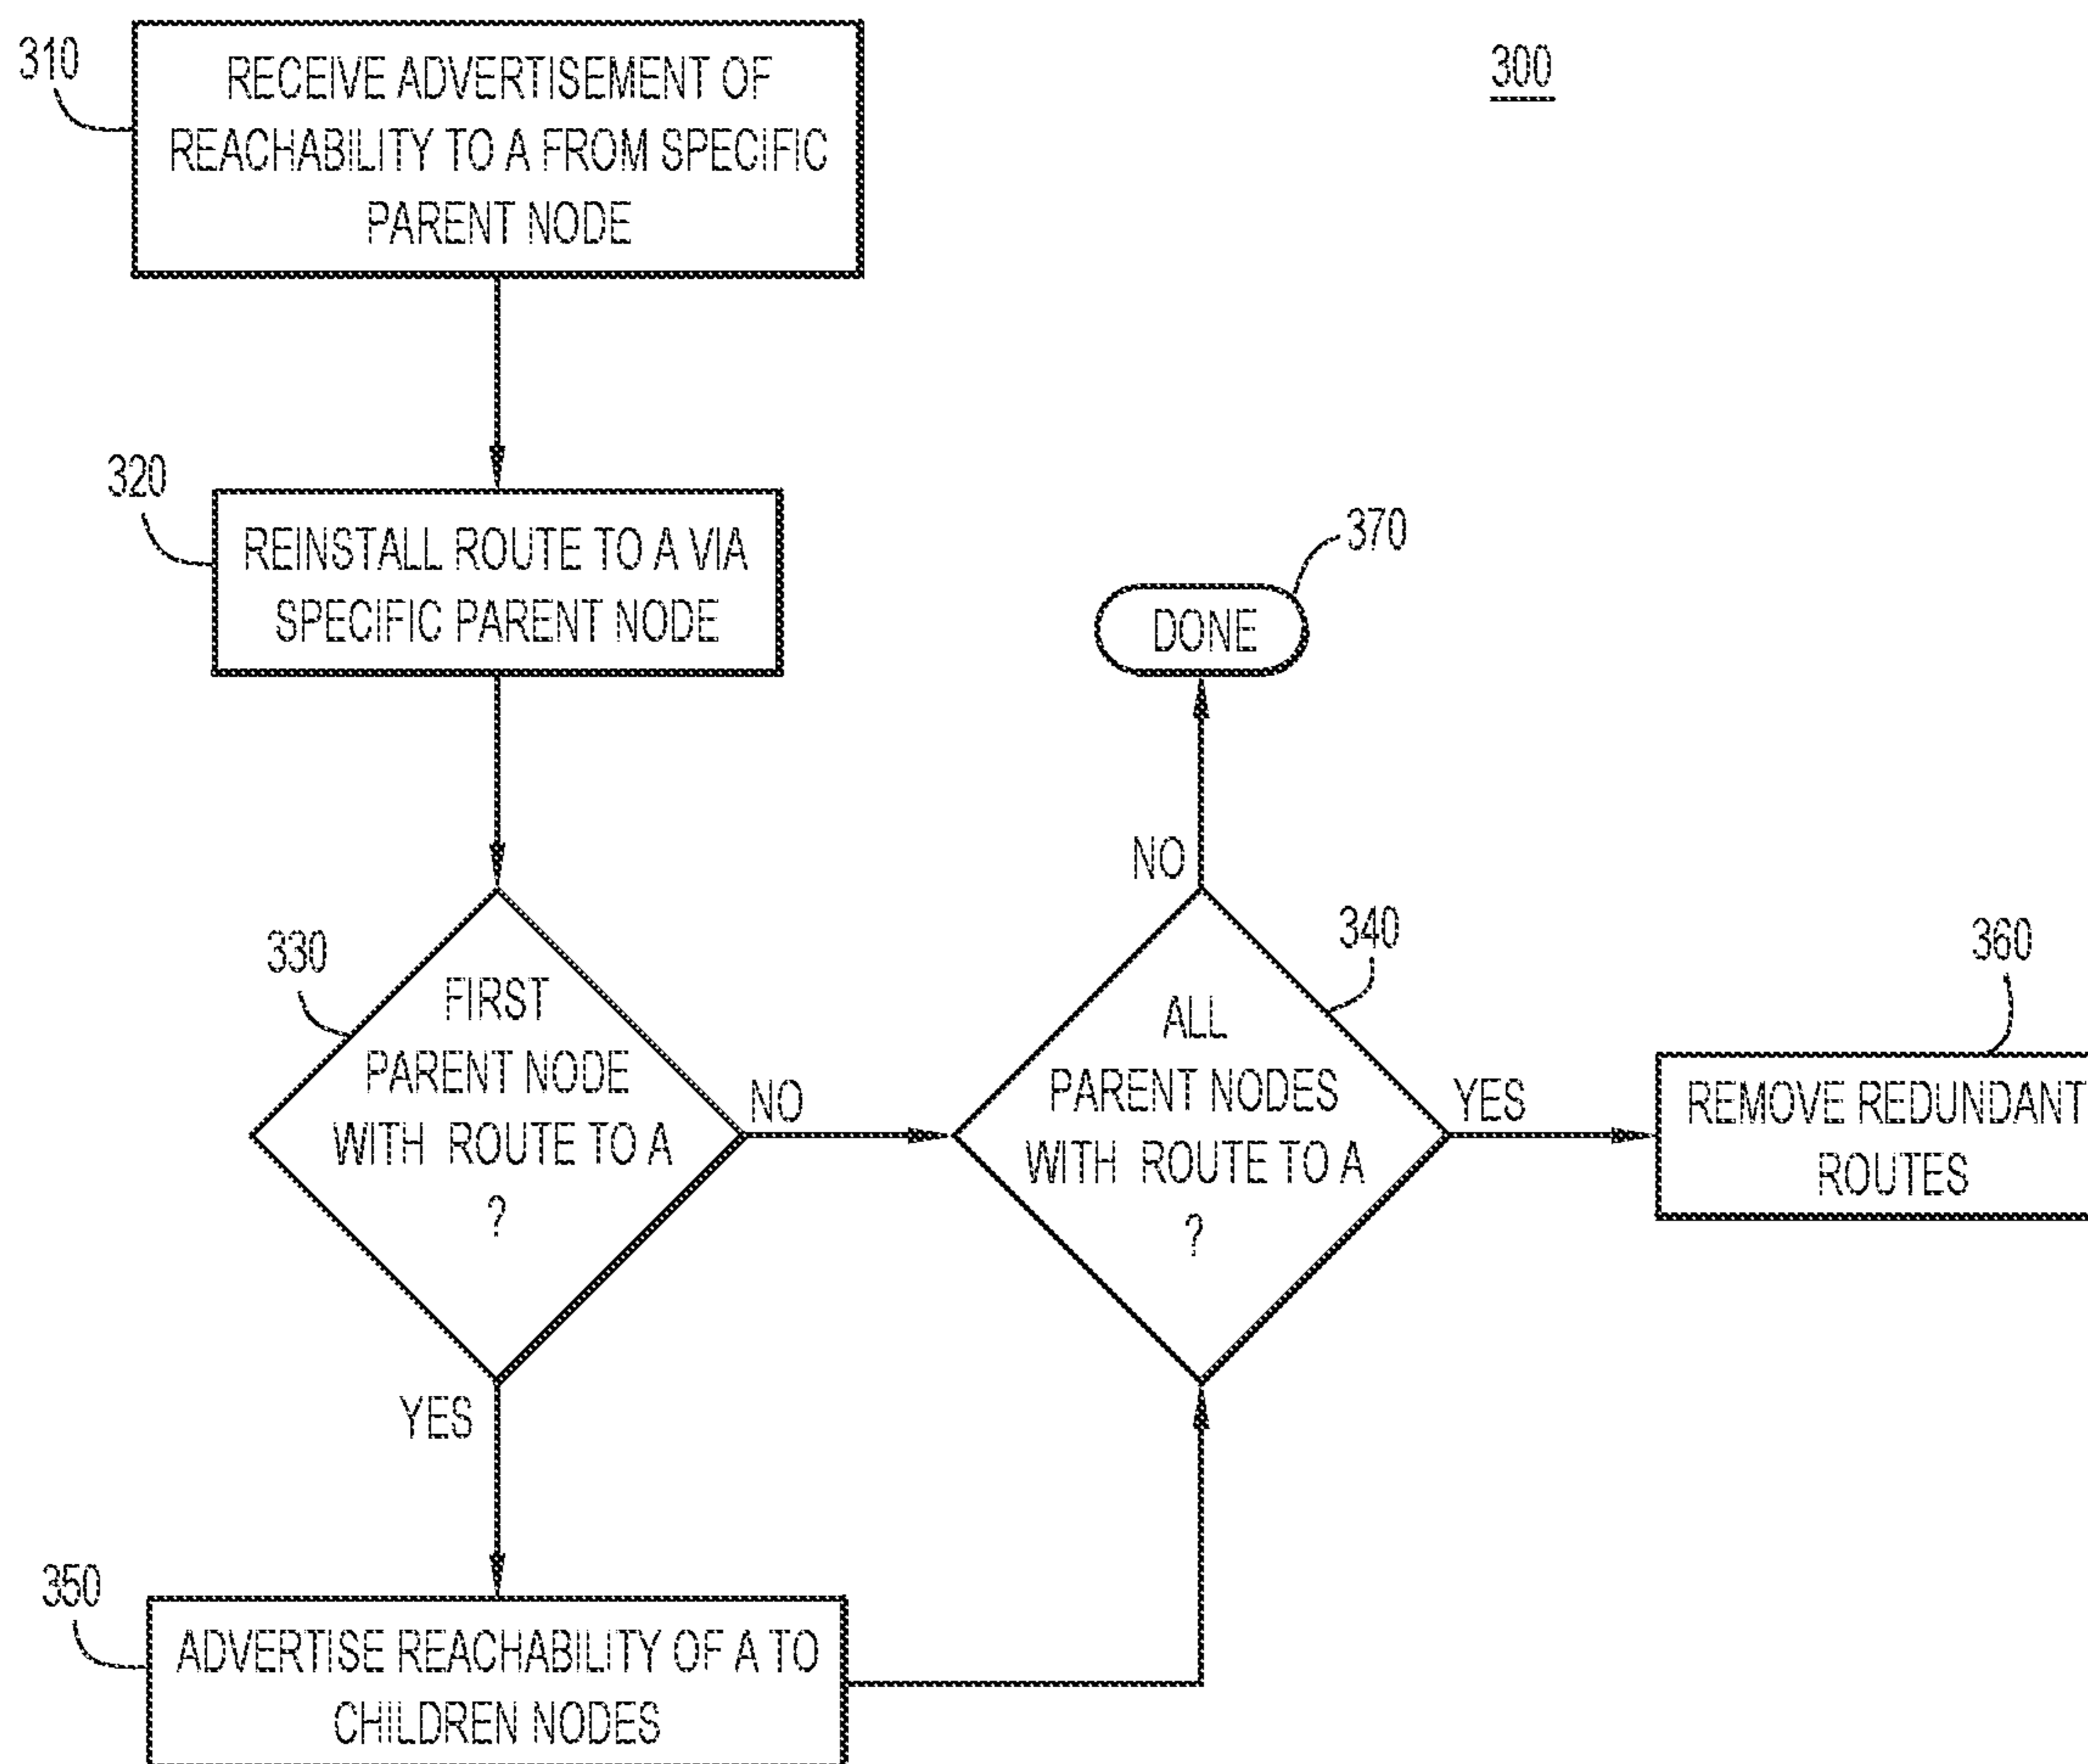 300
310
RECEIVE ADVERTISEMENT OF
REACHABILITY TO A FROM SPECIFIC
PARENT NODE
320
REINSTALL ROUTE TO A VIA
SPECIFIC PARENT NODE
370
DONE
330
FIRST
PARENT NODE
WITH ROUTE TO A
?
NO
YES
340
ALL
PARENT NODES
WITH ROUTE TO A
?
NO
YES
360
REMOVE REDUNDANT
ROUTES
350
ADVERTISE REACHABILITY OF A TO
CHILDREN NODES